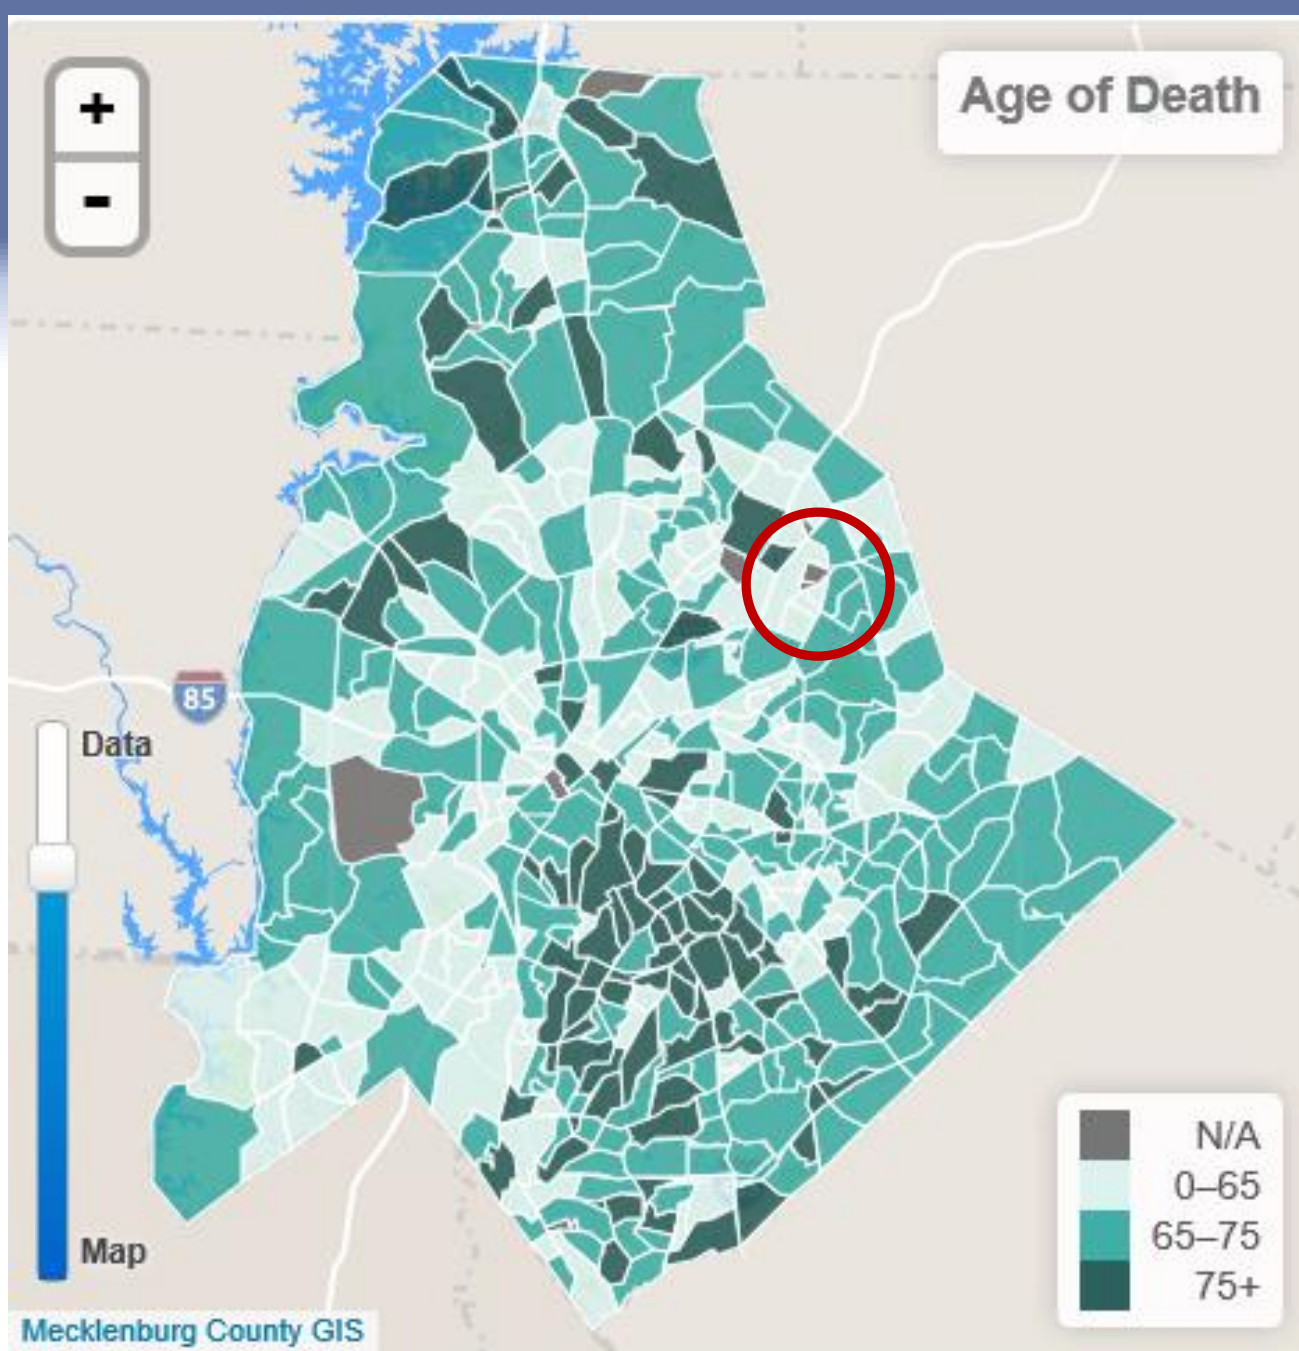 +
-
Age of Death
85
Data
Map
N/A
0–65
65–75
75+
Mecklenburg County GIS